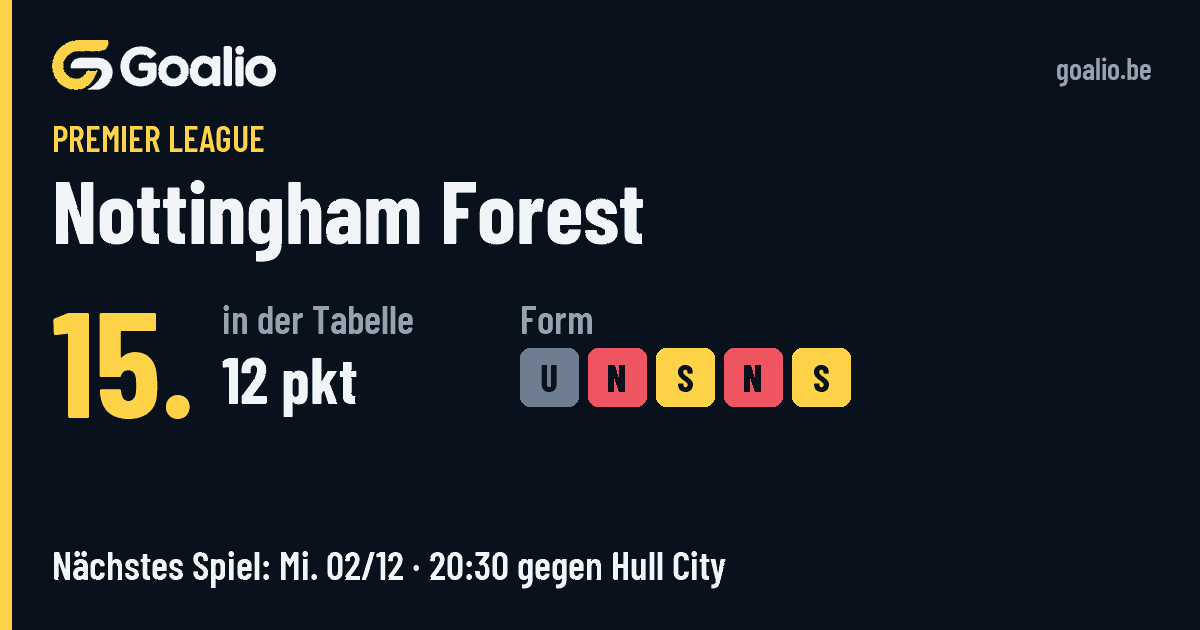 Goalio
goalio.be
PREMIER LEAGUE
Nottingham Forest
15.
in der Tabelle
12 pkt
Form
U N S N S
Nächstes Spiel: Mi. 02/12 · 20:30 gegen Hull City